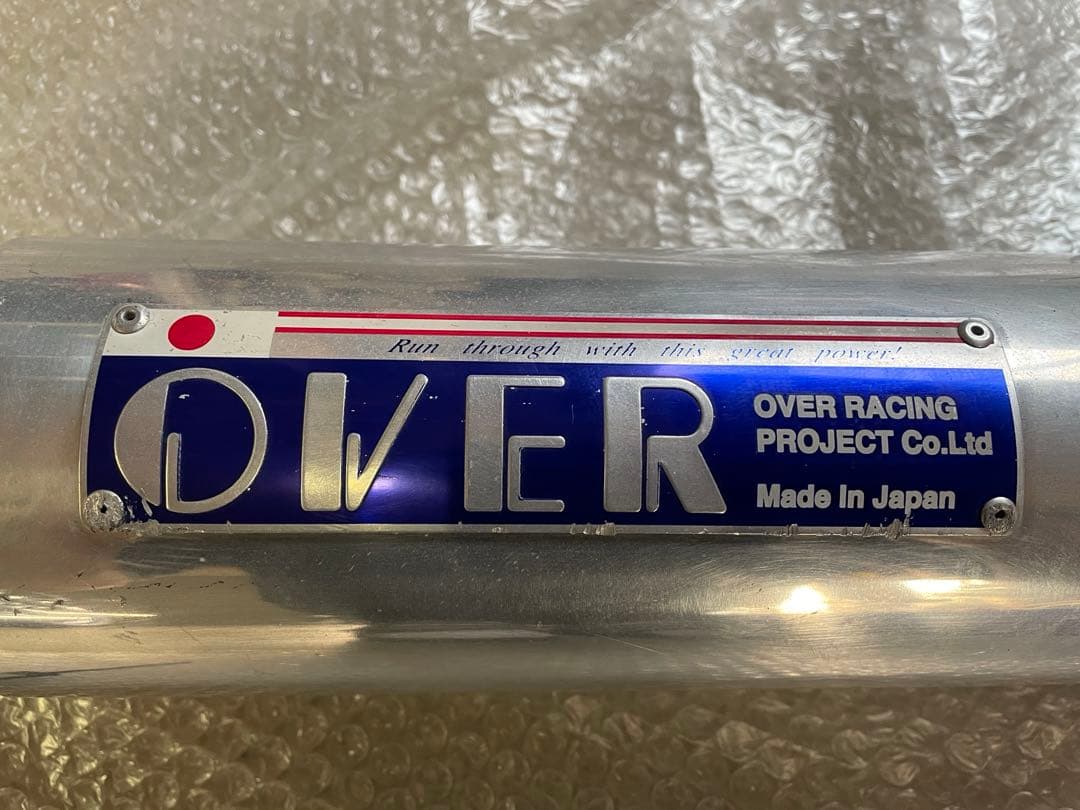 Run through with this great power!
OVER
OVER RACING
PROJECT Co.Ltd
Made In Japan